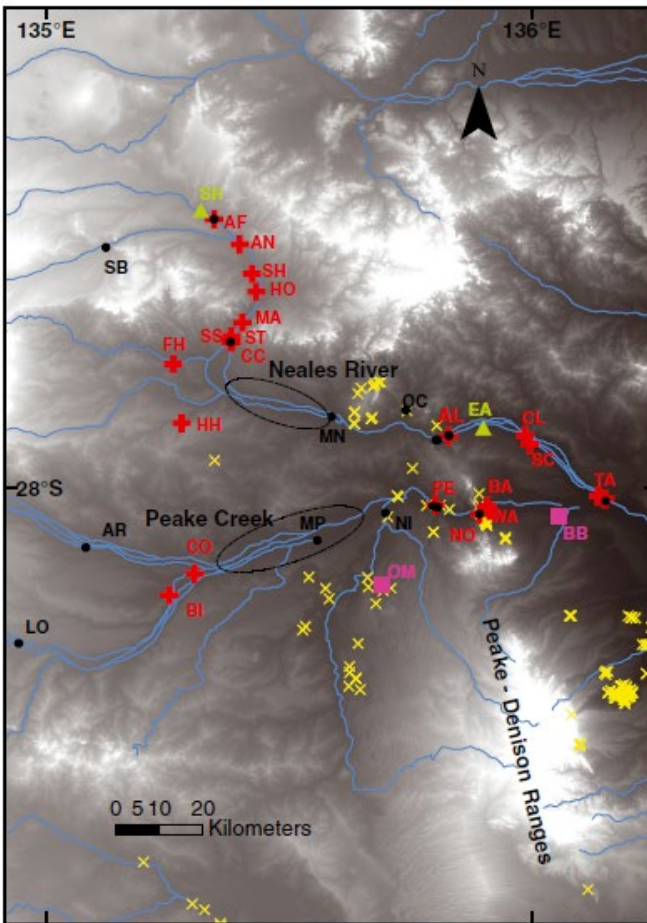 135°E
136°E
N
SH
AF
AN
SB
SH
HO
MA
SS
ST
FH
CC
Neales River
OC
AL
EA
CL
MN
HH
SC
28°S
PE
BA
TA
Peake Creek
MP
NI
NO
WA
BB
AR
CO
OM
BI
LO
Peake - Denison Ranges
0 5 10 20
Kilometers